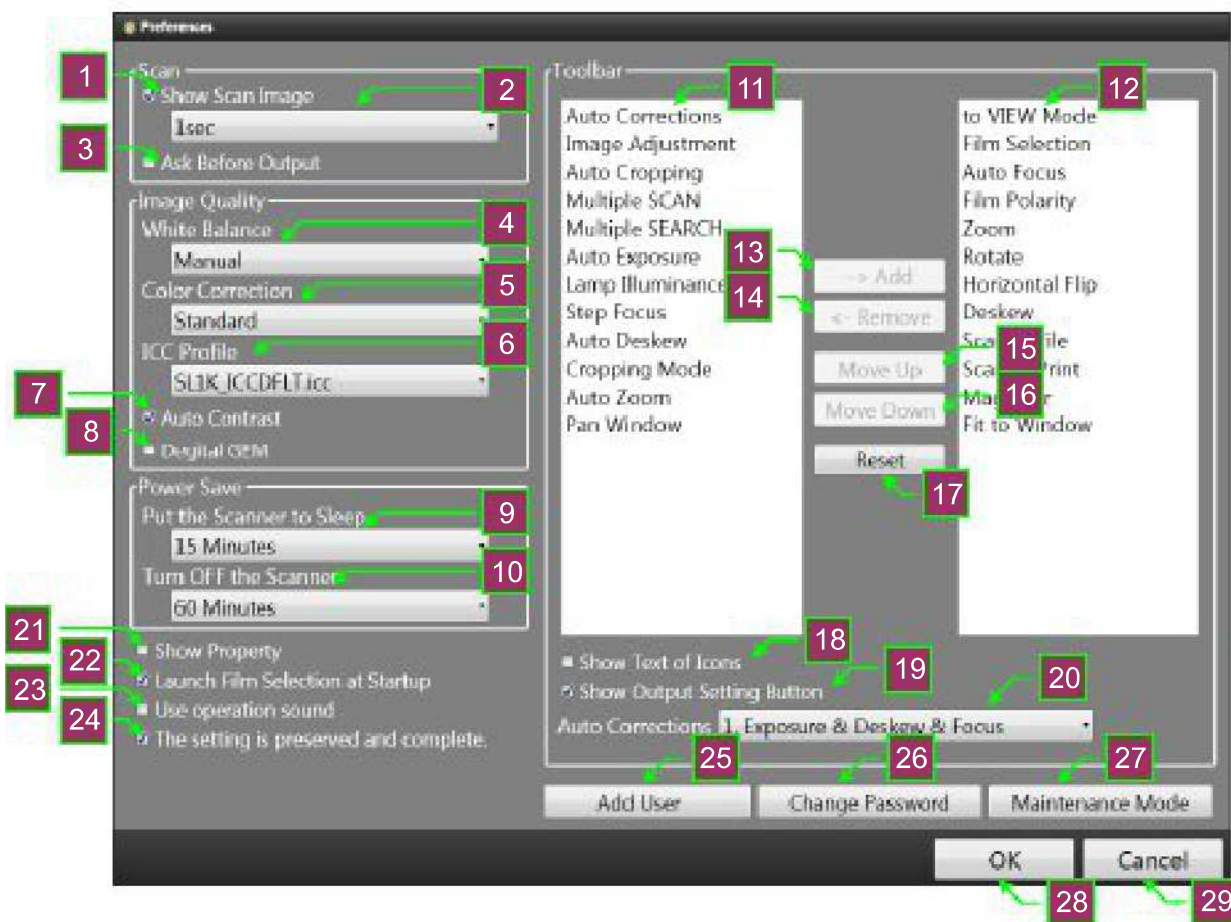 Preferences
Scan
1
Show Scan Image
2
1sec
3
Ask Before Output
Image Quality
White Balance
4
Manual
Color Correction
5
Standard
ICC Profile
6
SL1K_ICCDFLT.icc
7
Auto Contrast
8
Degital GEM
Power Save
Put the Scanner to Sleep
9
15 Minutes
Turn OFF the Scanner
10
60 Minutes
21
Show Property
22
Launch Film Selection at Startup
23
Use operation sound
24
The setting is preserved and complete.
Toolbar
11
Auto Corrections
Image Adjustment
Auto Cropping
Multiple SCAN
Multiple SEARCH
Auto Exposure
Lamp Illuminance
Step Focus
Auto Deskew
Cropping Mode
Auto Zoom
Pan Window
13
--> Add
14
<- Remove
Move Up
15
Move Down
16
Reset
17
12
to VIEW Mode
Film Selection
Auto Focus
Film Polarity
Zoom
Rotate
Horizontal Flip
Deskew
Fit to Window
Show Text of Icons
18
Show Output Setting Button
19
20
Auto Corrections 1. Exposure & Deskew & Focus
25
26
27
Add User
Change Password
Maintenance Mode
OK
Cancel
28
29